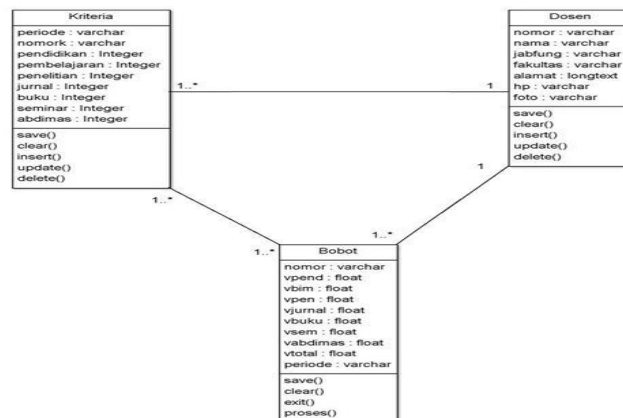 Kriteria
periode : varchar
nomork : varchar
pendidikan : Integer
pembelajaran : Integer
penelitian : Integer
jurnal : Integer
buku : Integer
seminar : Integer
abdimas : Integer
save()
clear()
insert()
update()
delete()
Dosen
nomor : varchar
nama : varchar
jabfung : varchar
fakultas : varchar
alamat : longtext
hp : varchar
foto : varchar
save()
clear()
insert()
update()
delete()
1..*
1
1
1..*
1..*
1..*
Bobot
nomor : varchar
vpend : float
vbim : float
vpen : float
vjurnal : float
vbuku : float
vsem : float
vabdimas : float
vtotal : float
periode : varchar
save()
clear()
exit()
proses()